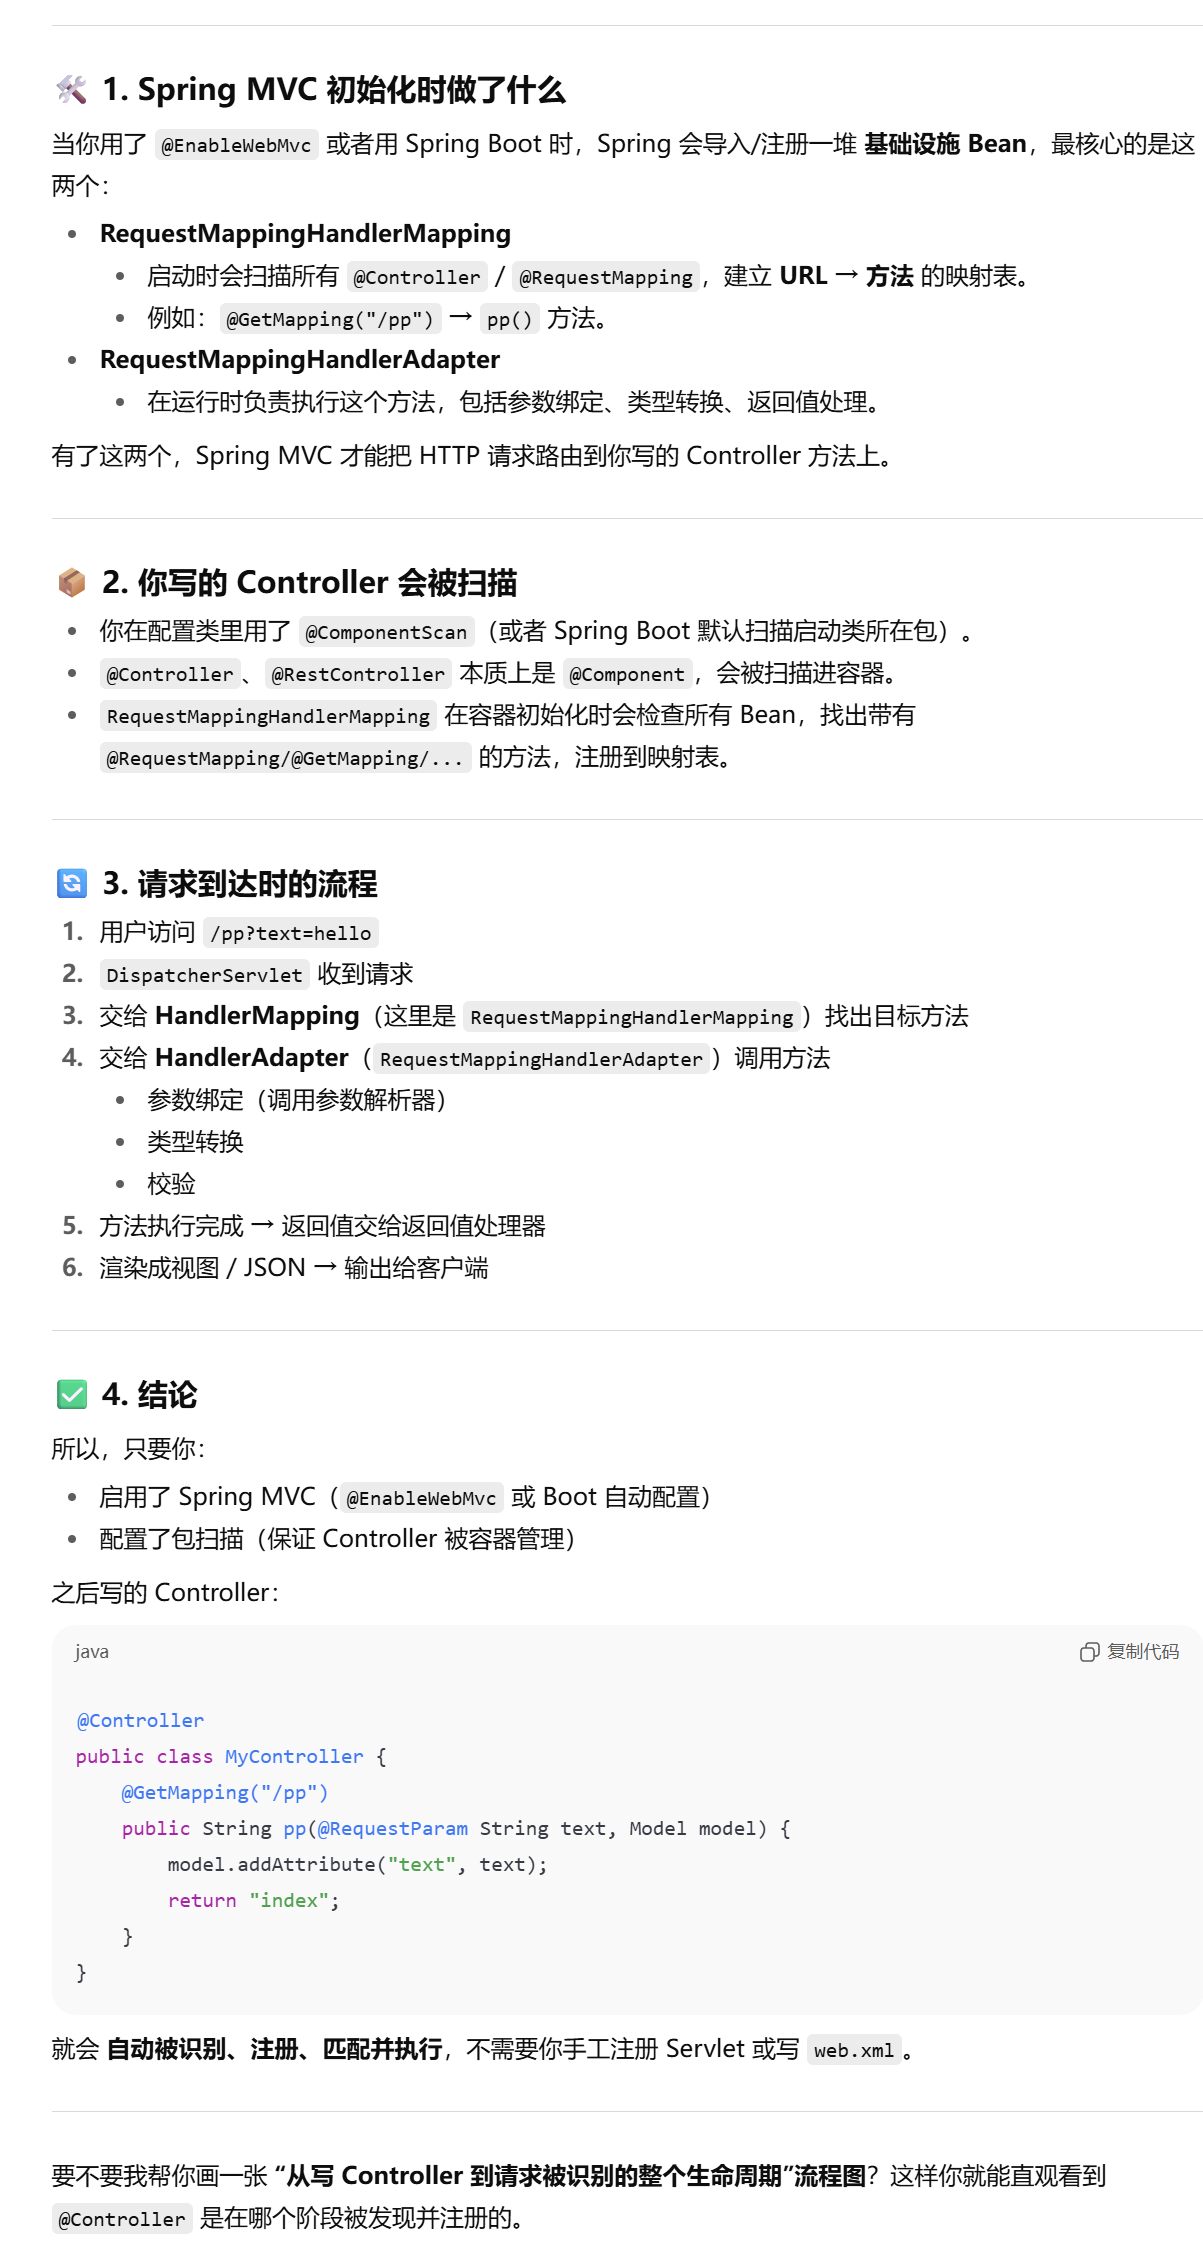 🛠 1. Spring MVC 初始化时做了什么
当你用了 @EnableWebMvc 或者用 Spring Boot 时，Spring 会导入/注册一堆 基础设施 Bean，最核心的是这
两个：
• RequestMappingHandlerMapping
• 启动时会扫描所有 @Controller / @RequestMapping，建立 URL → 方法 的映射表。
• 例如：@GetMapping("/pp") → pp() 方法。
• RequestMappingHandlerAdapter
• 在运行时负责执行这个方法，包括参数绑定、类型转换、返回值处理。
有了这两个，Spring MVC 才能把 HTTP 请求路由到你写的 Controller 方法上。
📦 2. 你写的 Controller 会被扫描
• 你在配置类里用了 @ComponentScan（或者 Spring Boot 默认扫描启动类所在包）。
• @Controller、@RestController 本质上是 @Component，会被扫描进容器。
• RequestMappingHandlerMapping 在容器初始化时会检查所有 Bean，找出带有
@RequestMapping/@GetMapping/... 的方法，注册到映射表。
🔄 3. 请求到达时的流程
1. 用户访问 /pp?text=hello
2. DispatcherServlet 收到请求
3. 交给 HandlerMapping（这里是 RequestMappingHandlerMapping）找出目标方法
4. 交给 HandlerAdapter（RequestMappingHandlerAdapter）调用方法
• 参数绑定（调用参数解析器）
• 类型转换
• 校验
5. 方法执行完成 → 返回值交给返回值处理器
6. 渲染成视图 / JSON → 输出给客户端
✅ 4. 结论
所以，只要你：
• 启用了 Spring MVC（@EnableWebMvc 或 Boot 自动配置）
• 配置了包扫描（保证 Controller 被容器管理）
之后写的 Controller：
java 复制代码
@Controller
public class MyController {
    @GetMapping("/pp")
    public String pp(@RequestParam String text, Model model) {
        model.addAttribute("text", text);
        return "index";
    }
}
就会 自动被识别、注册、匹配并执行，不需要你手工注册 Servlet 或写 web.xml。
要不要我帮你画一张 “从写 Controller 到请求被识别的整个生命周期”流程图？这样你就能直观看到
@Controller 是在哪个阶段被发现并注册的。